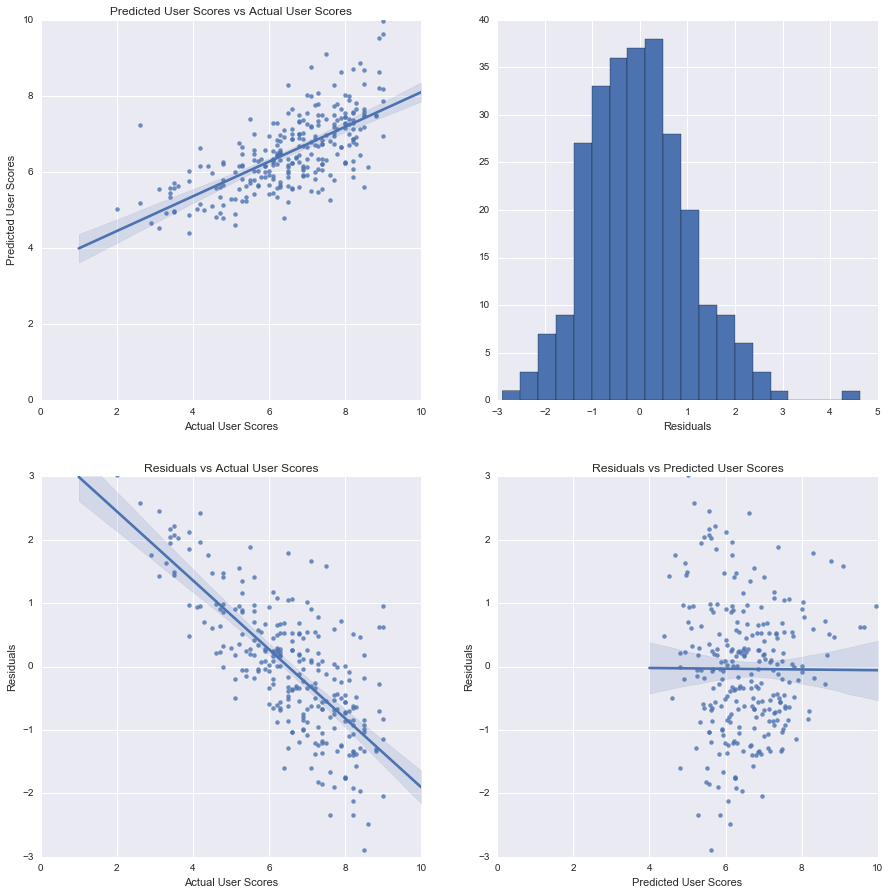 Predicted User Scores vs Actual User Scores
10
8
6
4
2
0
Predicted User Scores
0 2 4 6 8 10
Actual User Scores
40
35
30
25
20
15
10
5
0
−3 −2 −1 0 1 2 3 4 5
Residuals
Residuals vs Actual User Scores
3
2
1
0
−1
−2
−3
Residuals
0 2 4 6 8 10
Actual User Scores
Residuals vs Predicted User Scores
3
2
1
0
−1
−2
−3
Residuals
0 2 4 6 8 10
Predicted User Scores